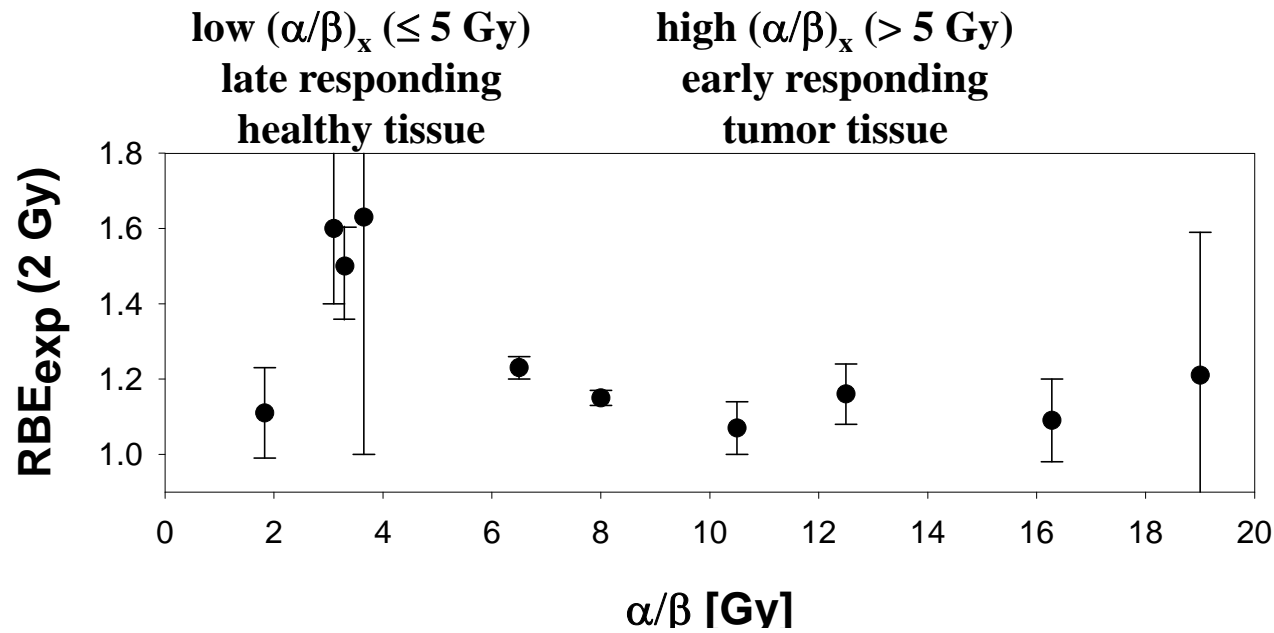 low (α/β)x (≤ 5 Gy)
late responding
healthy tissue
high (α/β)x (> 5 Gy)
early responding
tumor tissue
RBEexp (2 Gy)
1.8
1.6
1.4
1.2
1.0
0 2 4 6 8 10 12 14 16 18 20
α/β [Gy]